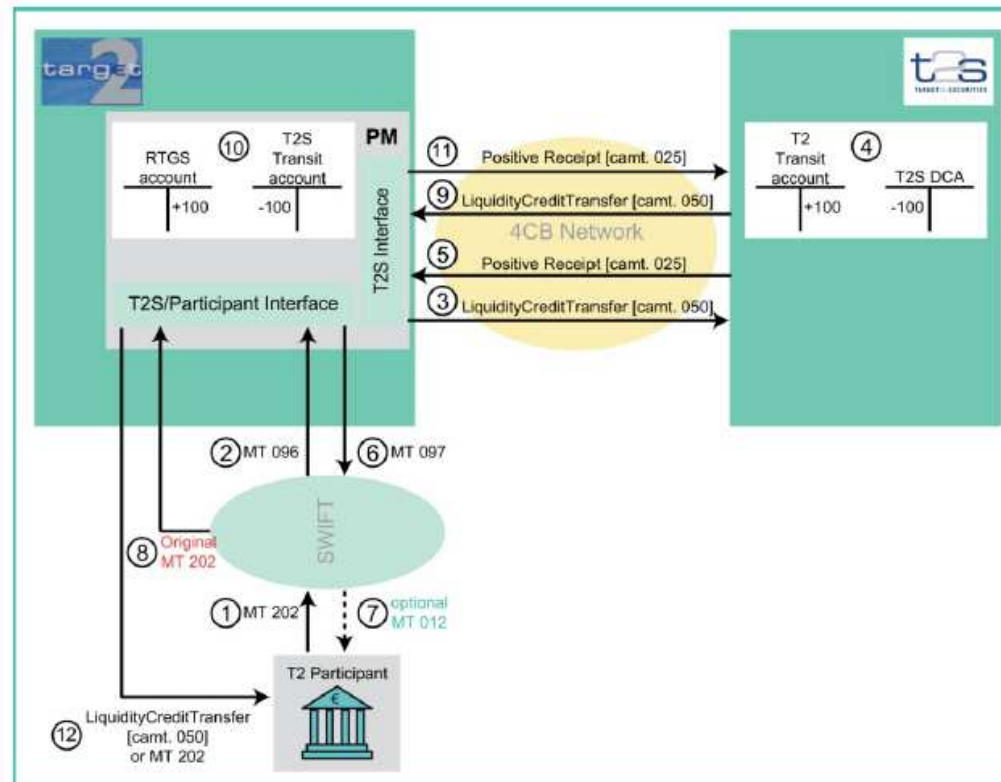 target
2
t2s
TARGET2-SECURITIES
PM
RTGS
account
+100
10
T2S
Transit
account
-100
T2S Interface
T2S/Participant Interface
11
Positive Receipt [camt. 025]
9
LiquidityCreditTransfer [camt. 050]
4CB Network
5
Positive Receipt [camt. 025]
3
LiquidityCreditTransfer [camt. 050]
T2
Transit
account
+100
4
T2S DCA
-100
2 MT 096
6 MT 097
SWIFT
8 Original
MT 202
1 MT 202
7 optional
MT 012
T2 Participant
€
12
LiquidityCreditTransfer
[camt. 050]
or MT 202